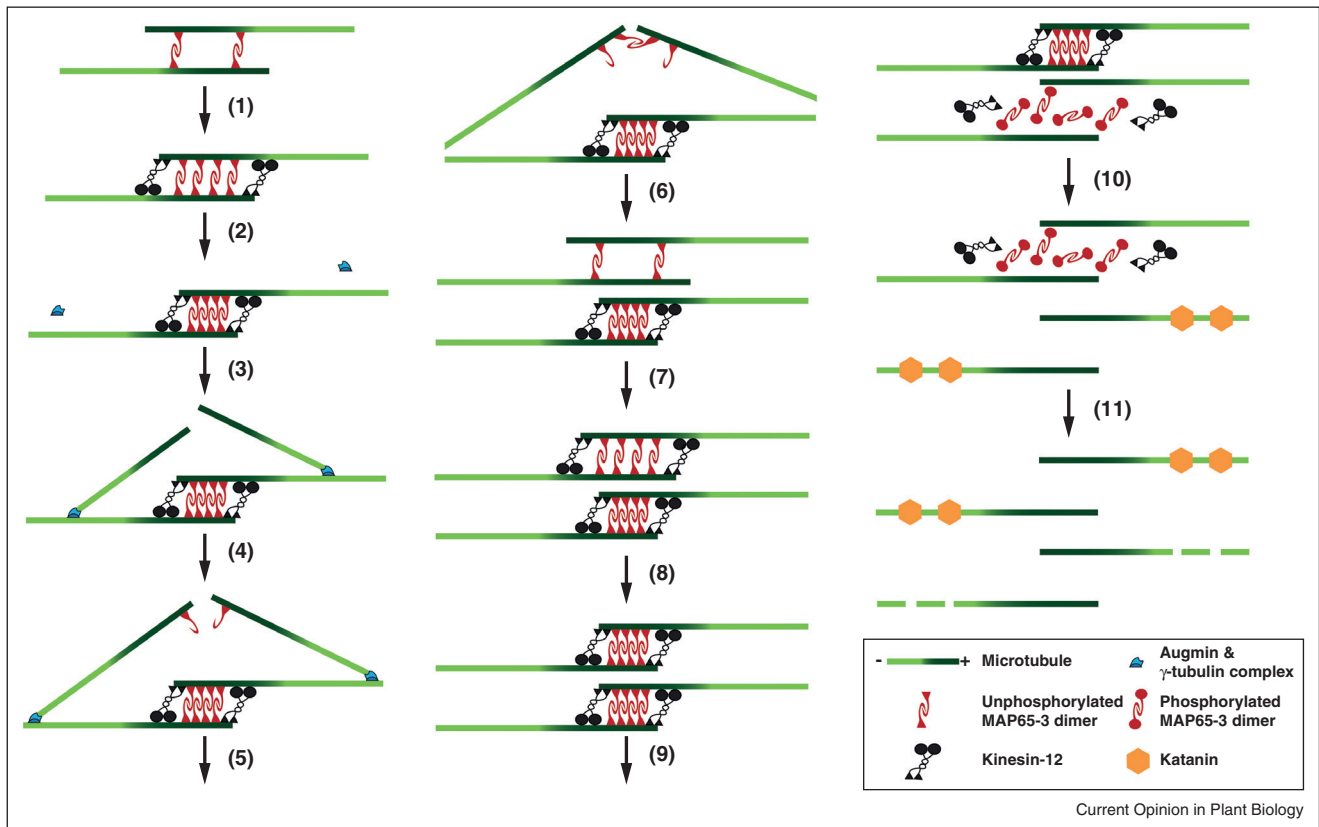 (1)
(2)
(3)
(4)
(5)
(6)
(7)
(8)
(9)
(10)
(11)
- + Microtubule
Augmin &
γ-tubulin complex
Unphosphorylated
MAP65-3 dimer
Phosphorylated
MAP65-3 dimer
Kinesin-12
Katanin
Current Opinion in Plant Biology